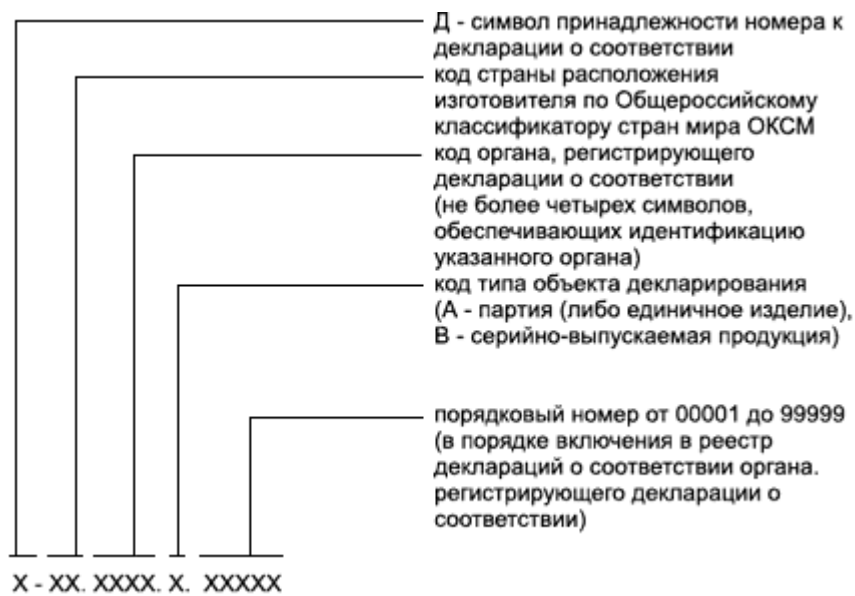 Д - символ принадлежности номера к
декларации о соответствии
код страны расположения
изготовителя по Общероссийскому
классификатору стран мира ОКСМ
код органа, регистрирующего
декларации о соответствии
(не более четырех символов,
обеспечивающих идентификацию
указанного органа)
код типа объекта декларирования
(А - партия (либо единичное изделие),
В - серийно-выпускаемая продукция)
порядковый номер от 00001 до 99999
(в порядке включения в реестр
деклараций о соответствии органа.
регистрирующего декларации о
соответствии)
Х - ХХ. ХХХХ. Х. ХХХХХ